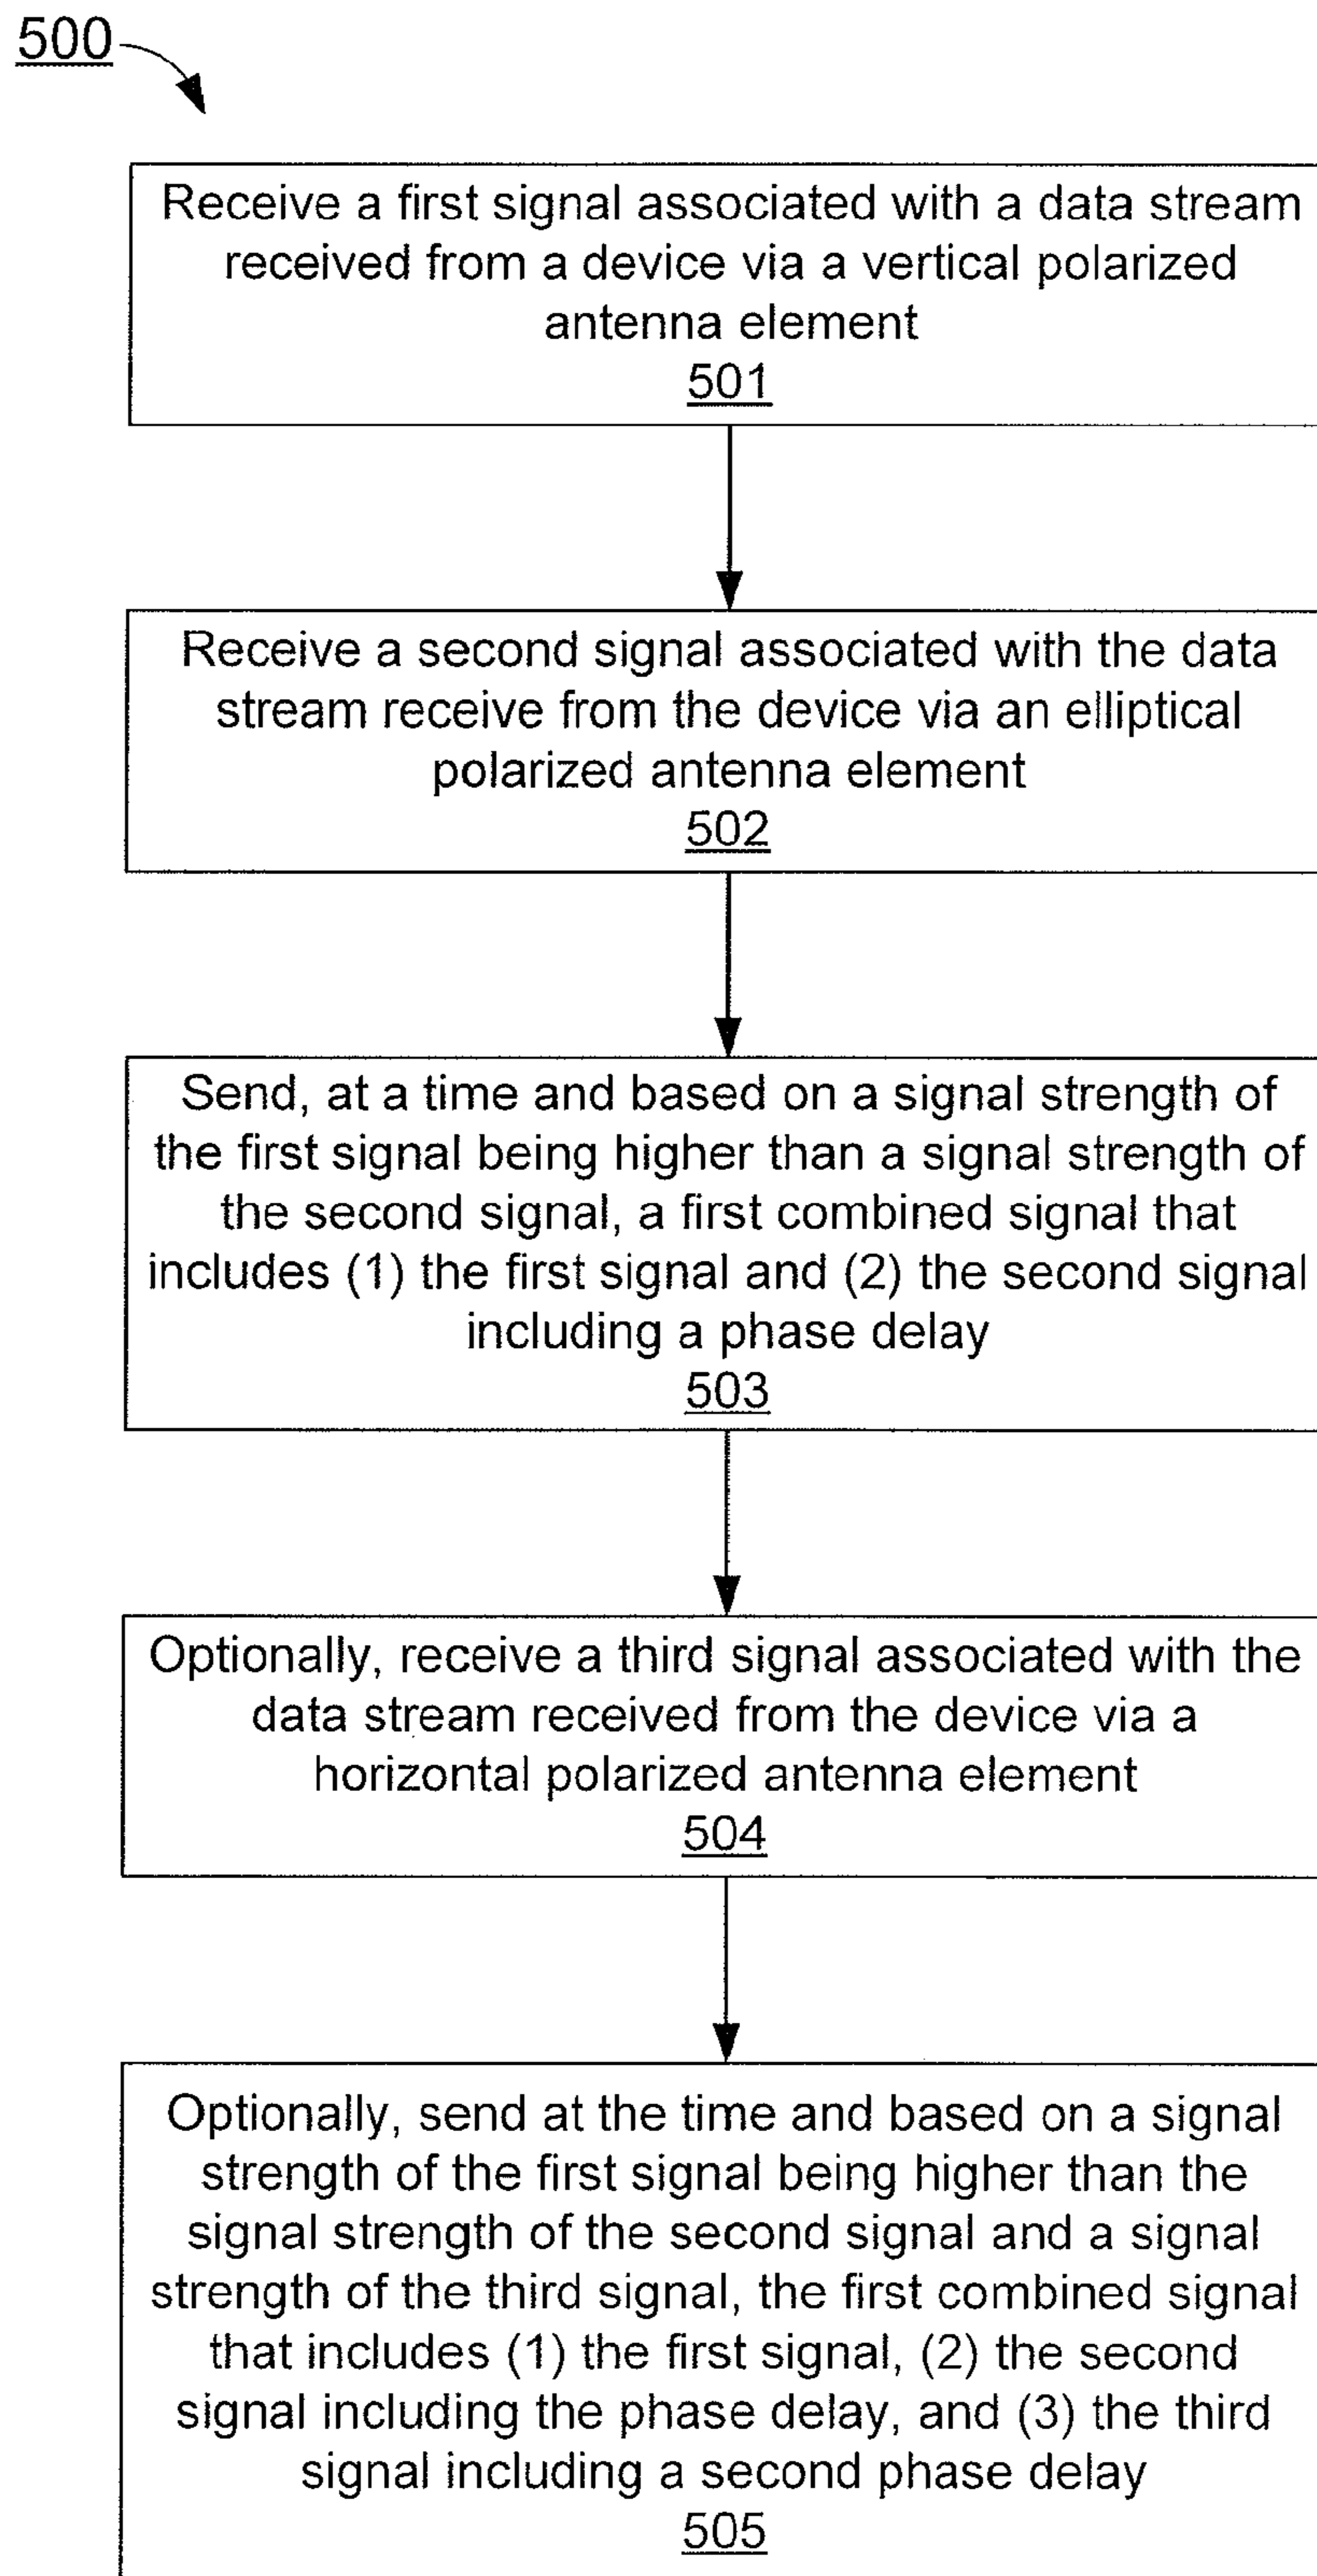 500
Receive a first signal associated with a data stream
received from a device via a vertical polarized
antenna element
501
Receive a second signal associated with the data
stream receive from the device via an elliptical
polarized antenna element
502
Send, at a time and based on a signal strength of
the first signal being higher than a signal strength of
the second signal, a first combined signal that
includes (1) the first signal and (2) the second signal
including a phase delay
503
Optionally, receive a third signal associated with the
data stream received from the device via a
horizontal polarized antenna element
504
Optionally, send at the time and based on a signal
strength of the first signal being higher than the
signal strength of the second signal and a signal
strength of the third signal, the first combined signal
that includes (1) the first signal, (2) the second
signal including the phase delay, and (3) the third
signal including a second phase delay
505